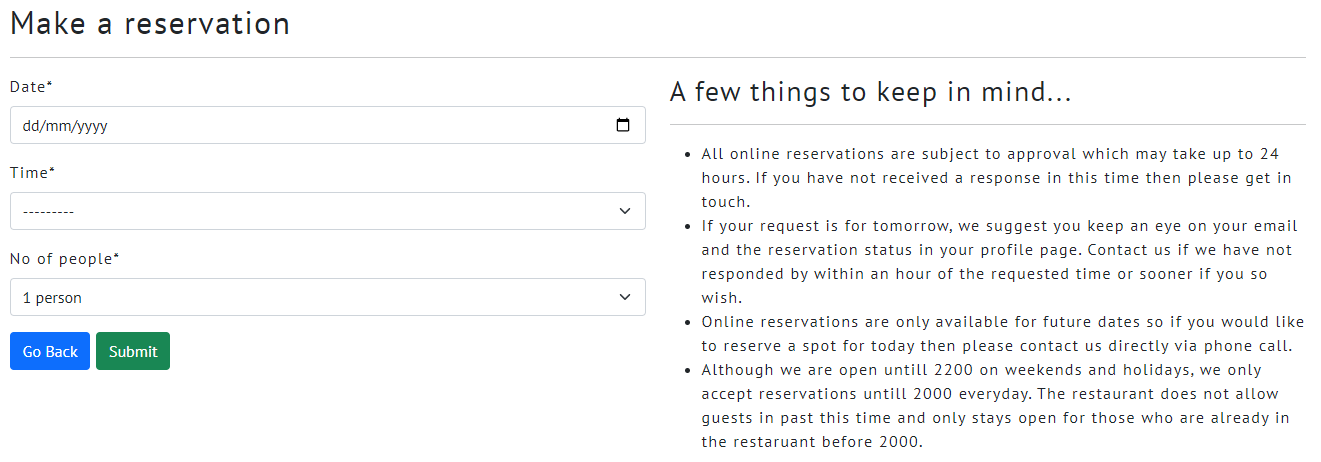 Make a reservation
Date*
dd/mm/yyyy
Time*
---------
No of people*
1 person
Go Back Submit
A few things to keep in mind...
• All online reservations are subject to approval which may take up to 24
hours. If you have not received a response in this time then please get in
touch.
• If your request is for tomorrow, we suggest you keep an eye on your email
and the reservation status in your profile page. Contact us if we have not
responded by within an hour of the requested time or sooner if you so
wish.
• Online reservations are only available for future dates so if you would like
to reserve a spot for today then please contact us directly via phone call.
• Although we are open untill 2200 on weekends and holidays, we only
accept reservations untill 2000 everyday. The restaurant does not allow
guests in past this time and only stays open for those who are already in
the restaruant before 2000.